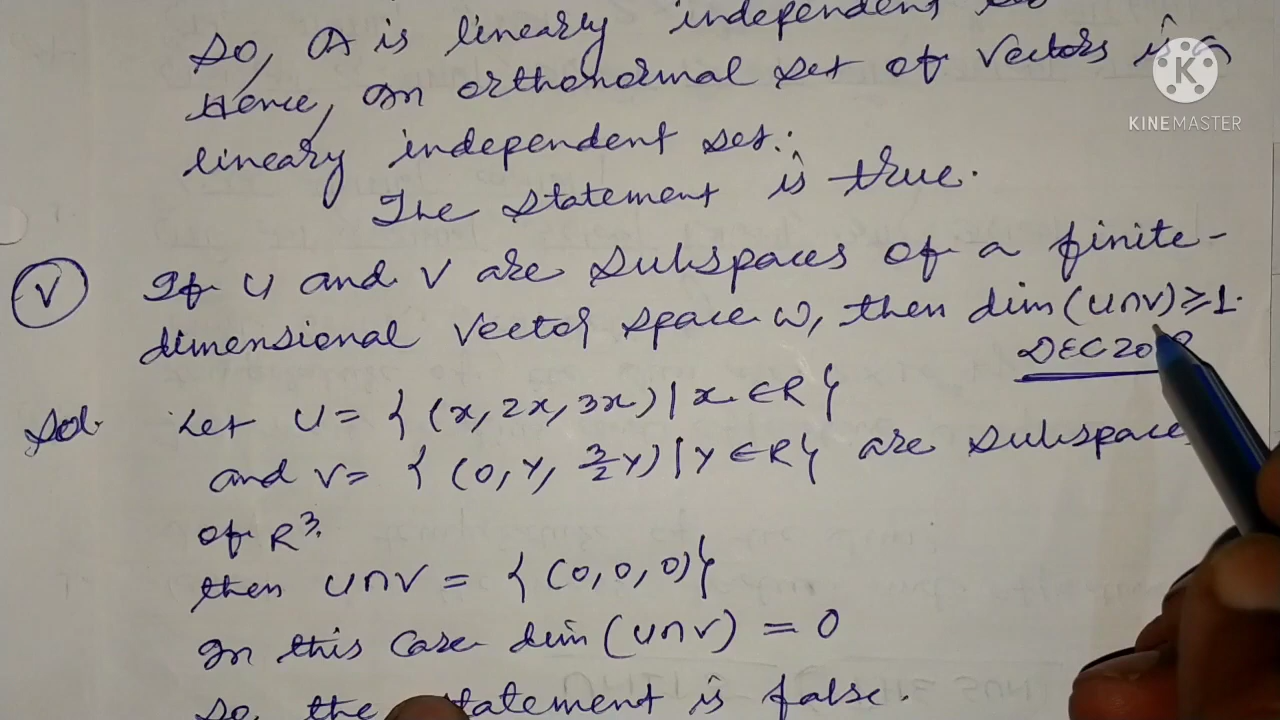 So, A is linearly independent set
Hence, an orthonormal set of vectors is a
lineary independent set.
The statement is true.
V If U and V are subspaces of a finite-
dimensional vector space W, then dim(U∩V)≥1.
DEC 20
Sol. Let U = { (x, 2x, 3x) | x ∈ R }
and V = { (0, y, 3/2 y) | y ∈ R } are subspace
of R³.
then U∩V = { (0, 0, 0) }
In this case dim (U∩V) = 0
So, the statement is false.
K
KINEMASTER